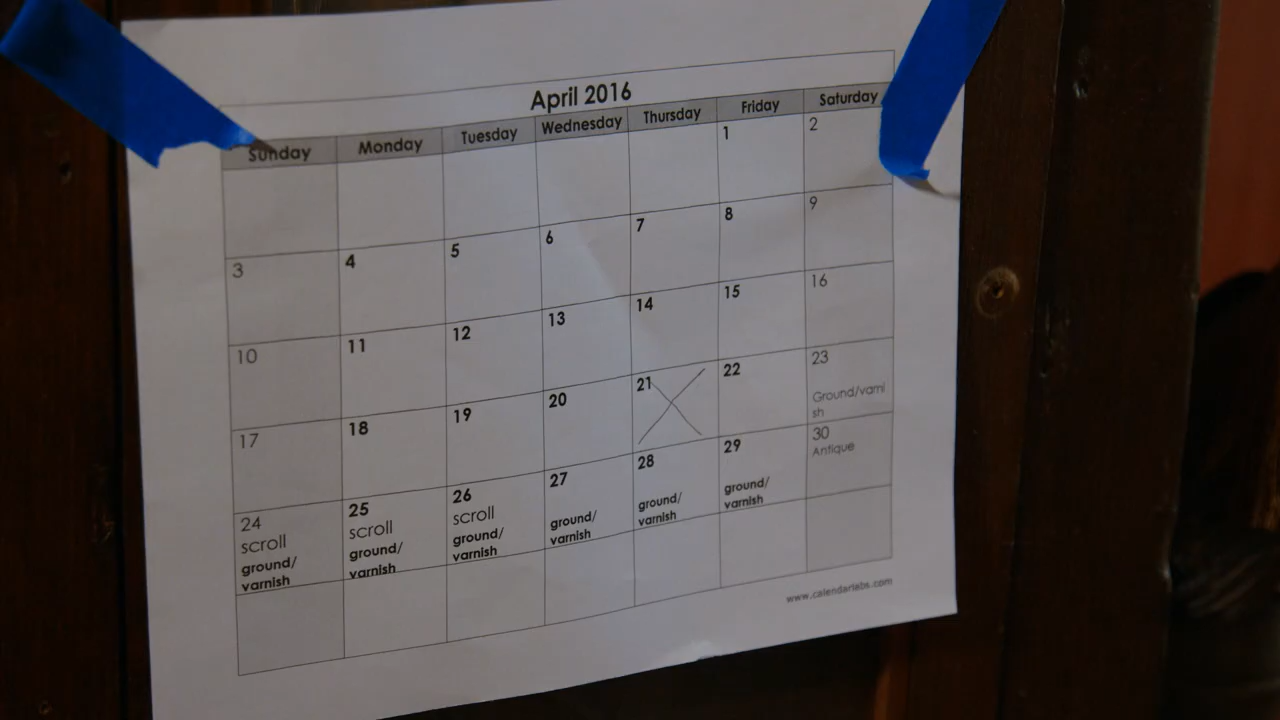 April 2016
Sunday Monday Tuesday Wednesday Thursday Friday Saturday
1 2
3 4 5 6 7 8 9
10 11 12 13 14 15 16
17 18 19 20 21 22 23
Ground/varni
sh
24 25 26 27 28 29 30
scroll scroll scroll Antique
ground/ ground/ ground/ ground/ ground/ ground/
varnish varnish varnish varnish varnish varnish
www.calendarlabs.com